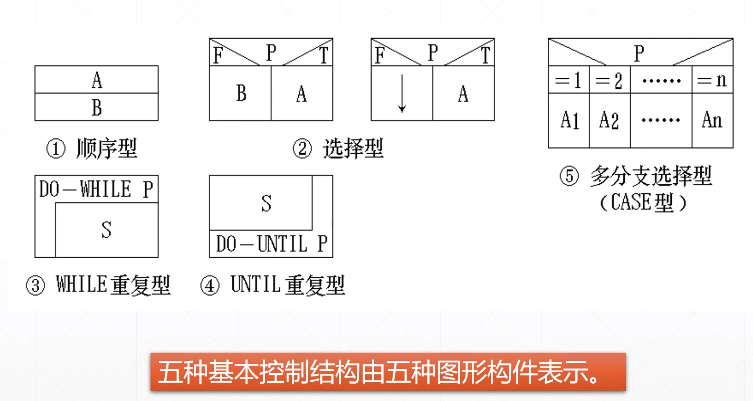 A
B
① 顺序型
F P T
B A
F P T
↓ A
② 选择型
P
=1 =2 …… =n
A1 A2 …… An
⑤ 多分支选择型
（CASE型）
DO-WHILE P
S
③ WHILE重复型
S
DO-UNTIL P
④ UNTIL重复型
五种基本控制结构由五种图形构件表示。